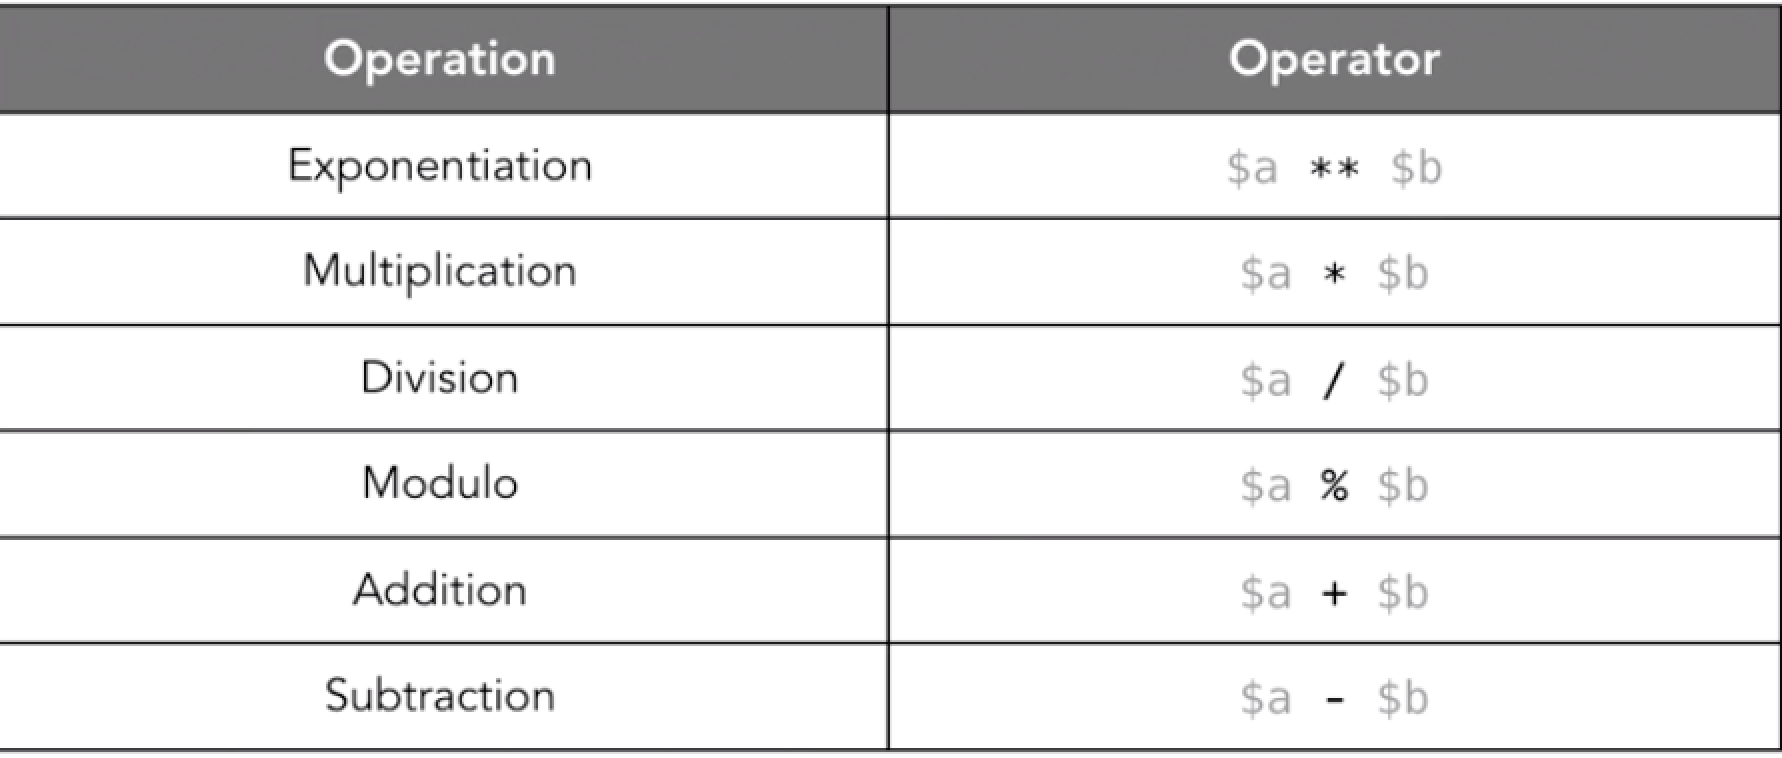 Operation Operator
Exponentiation $a ** $b
Multiplication $a * $b
Division $a / $b
Modulo $a % $b
Addition $a + $b
Subtraction $a - $b